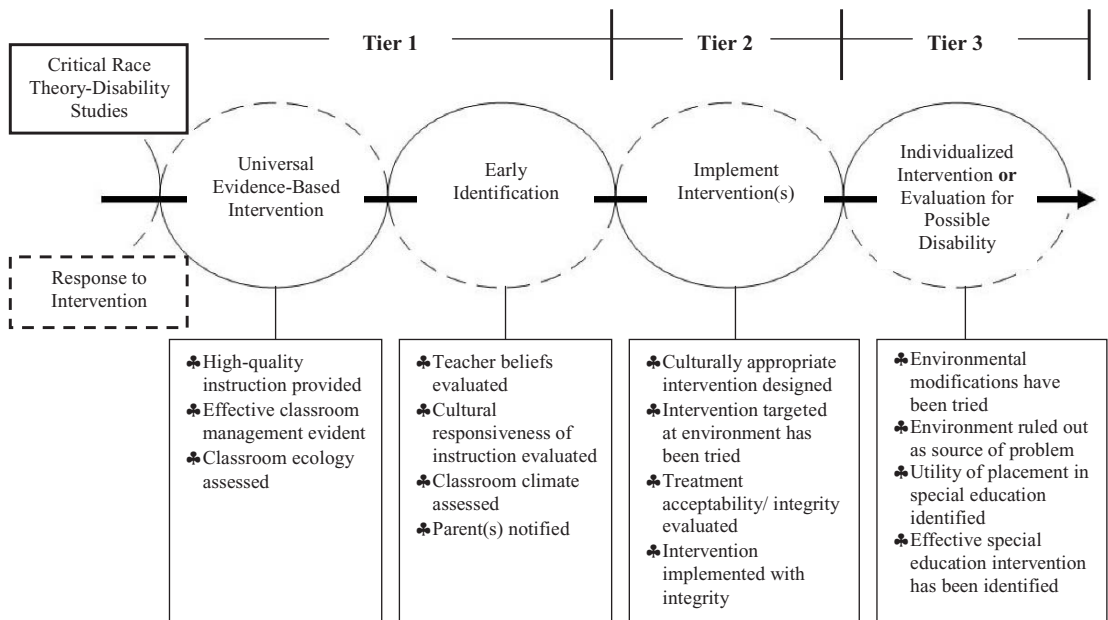 Tier 1
Tier 2
Tier 3
Critical Race
Theory-Disability
Studies
Response to
Intervention
Universal
Evidence-Based
Intervention
Early
Identification
Implement
Intervention(s)
Individualized
Intervention or
Evaluation for
Possible
Disability
♣High-quality
instruction provided
♣Effective classroom
management evident
♣Classroom ecology
assessed
♣Teacher beliefs
evaluated
♣Cultural
responsiveness of
instruction evaluated
♣Classroom climate
assessed
♣Parent(s) notified
♣Culturally appropriate
intervention designed
♣Intervention targeted
at environment has
been tried
♣Treatment
acceptability/ integrity
evaluated
♣Intervention
implemented with
integrity
♣Environmental
modifications have
been tried
♣Environment ruled out
as source of problem
♣Utility of placement in
special education
identified
♣Effective special
education intervention
has been identified